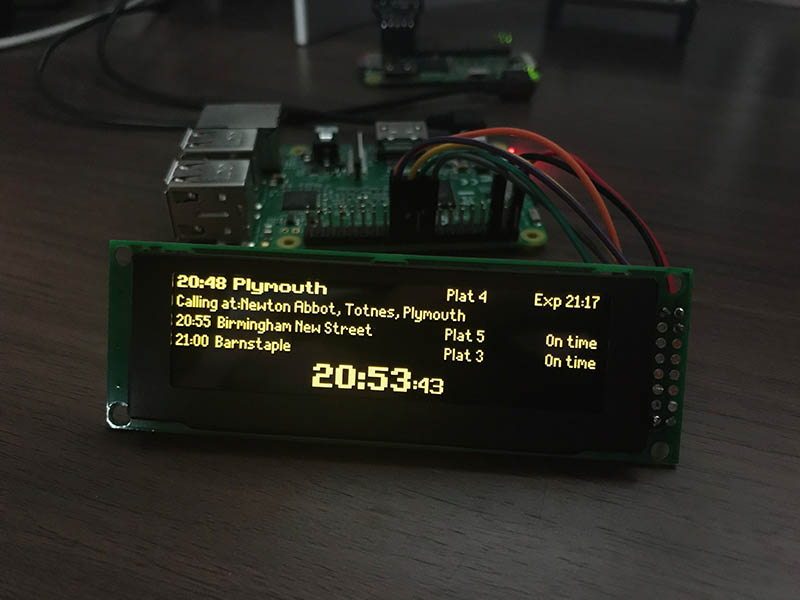 20:48 Plymouth Plat 4 Exp 21:17
Calling at:Newton Abbot, Totnes, Plymouth
20:55 Birmingham New Street Plat 5 On time
21:00 Barnstaple Plat 3 On time
20:53:43